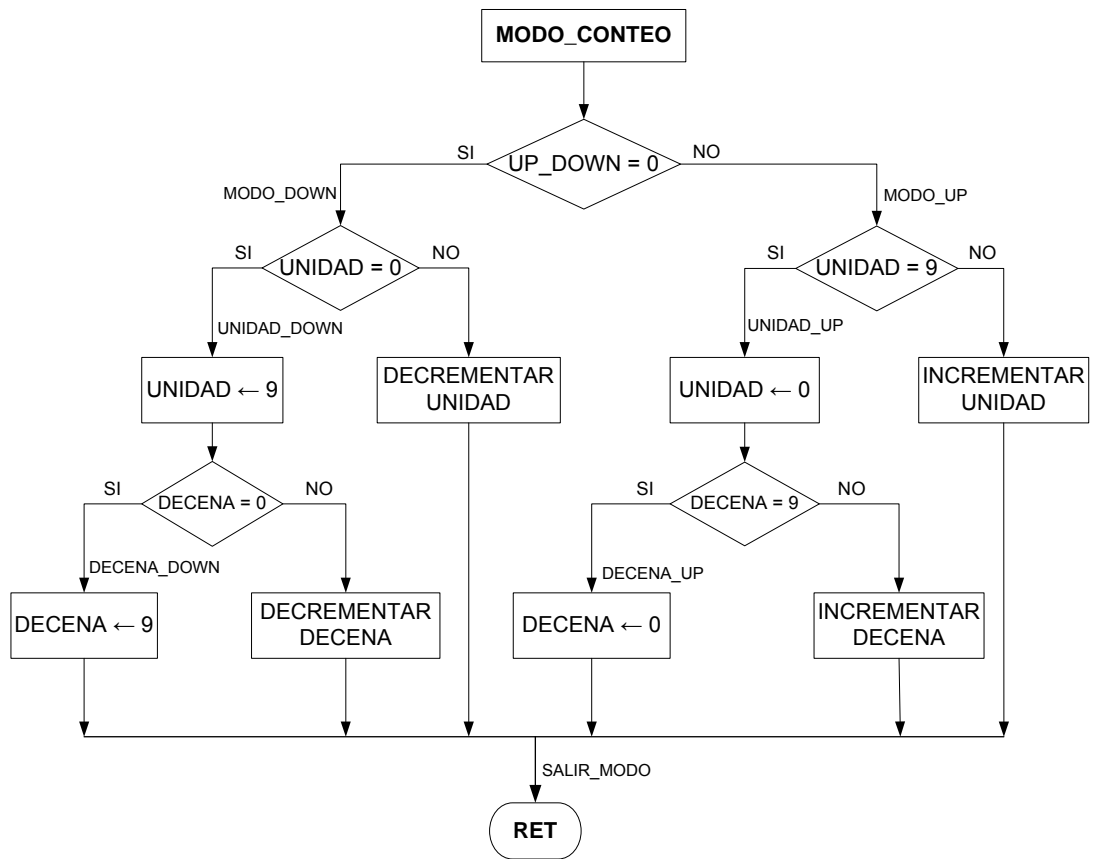 MODO_CONTEO
UP_DOWN = 0
SI
NO
MODO_DOWN
MODO_UP
UNIDAD = 0
SI
NO
UNIDAD = 9
SI
NO
UNIDAD_DOWN
UNIDAD_UP
UNIDAD ← 9
DECREMENTAR
UNIDAD
UNIDAD ← 0
INCREMENTAR
UNIDAD
DECENA = 0
SI
NO
DECENA = 9
SI
NO
DECENA_DOWN
DECENA_UP
DECENA ← 9
DECREMENTAR
DECENA
DECENA ← 0
INCREMENTAR
DECENA
SALIR_MODO
RET